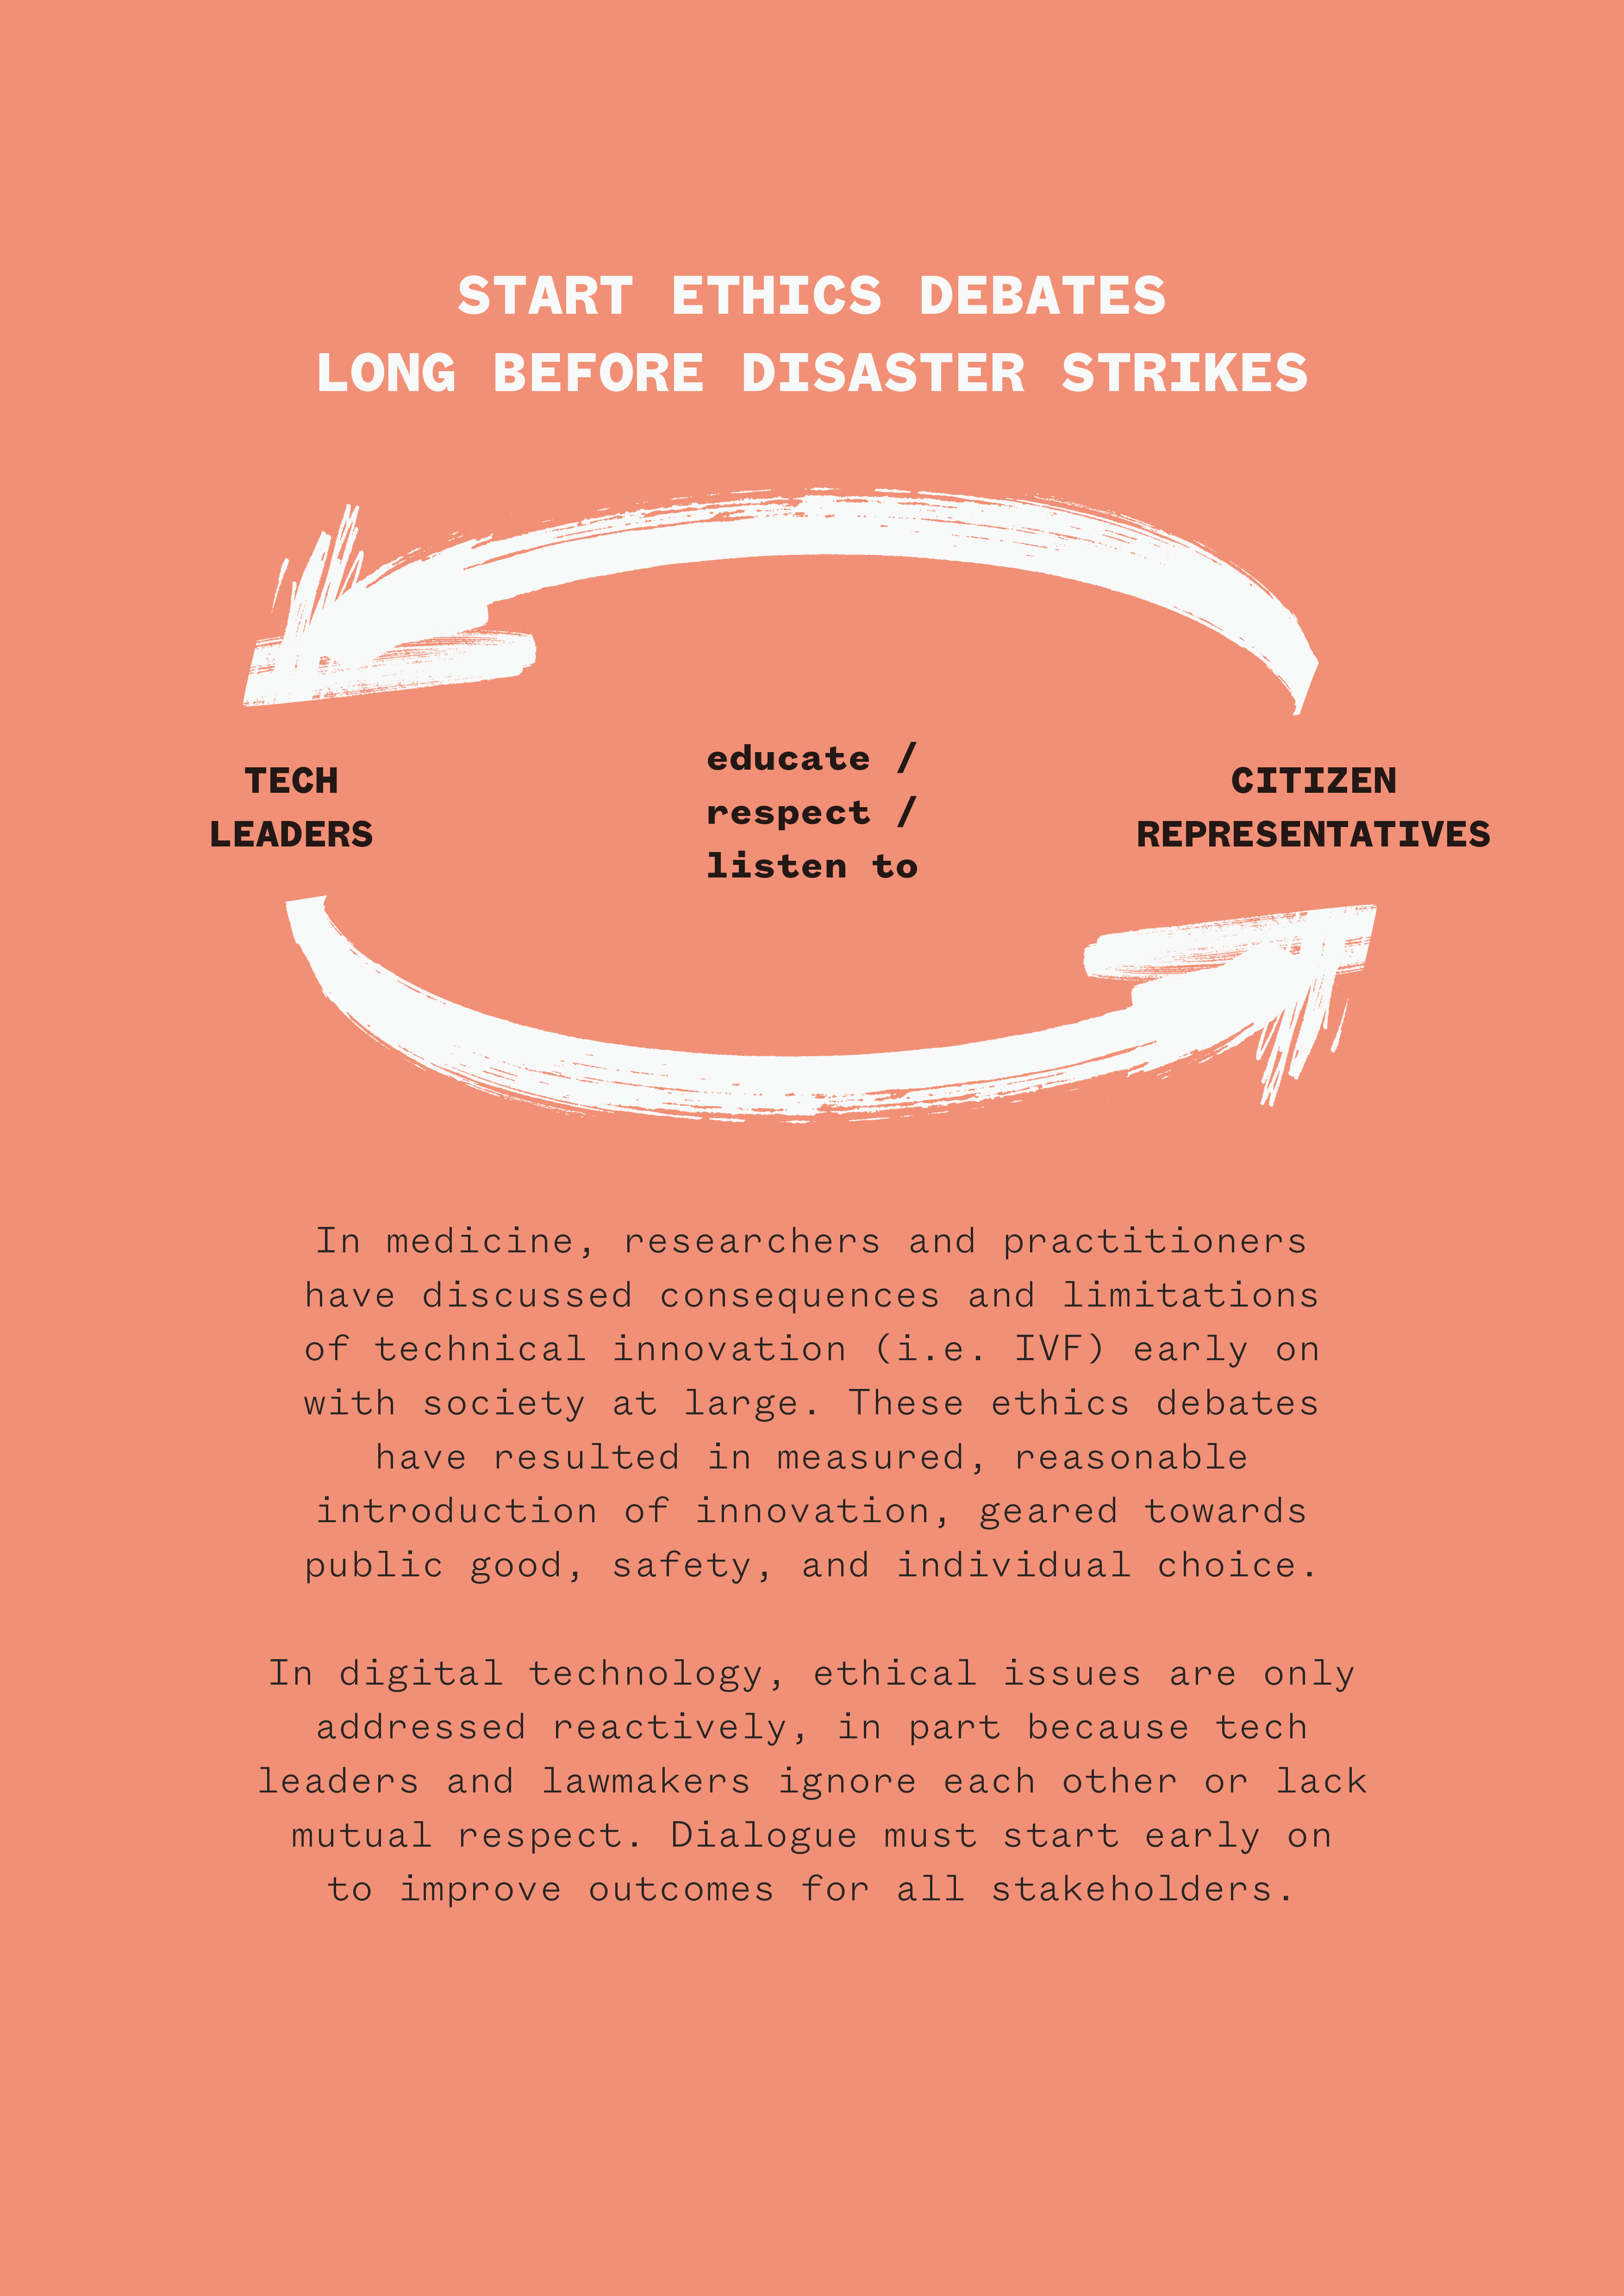 START ETHICS DEBATES
LONG BEFORE DISASTER STRIKES
TECH
LEADERS
educate /
respect /
listen to
CITIZEN
REPRESENTATIVES
In medicine, researchers and practitioners
have discussed consequences and limitations
of technical innovation (i.e. IVF) early on
with society at large. These ethics debates
have resulted in measured, reasonable
introduction of innovation, geared towards
public good, safety, and individual choice.
In digital technology, ethical issues are only
addressed reactively, in part because tech
leaders and lawmakers ignore each other or lack
mutual respect. Dialogue must start early on
to improve outcomes for all stakeholders.